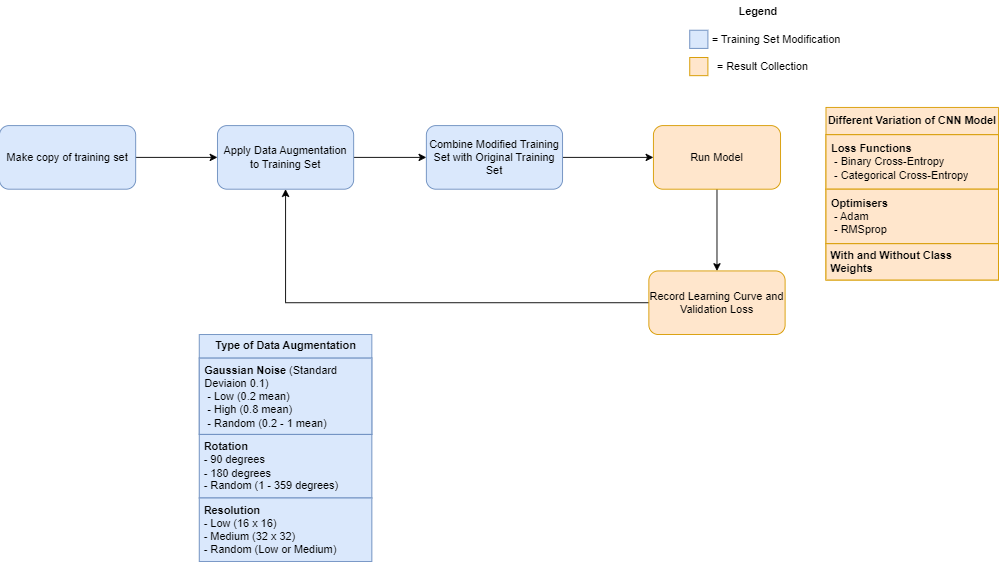 Legend
= Training Set Modification
= Result Collection
Make copy of training set
Apply Data Augmentation
to Training Set
Combine Modified Training
Set with Original Training
Set
Run Model
Record Learning Curve and
Validation Loss
Different Variation of CNN Model
Loss Functions
- Binary Cross-Entropy
- Categorical Cross-Entropy
Optimisers
- Adam
- RMSprop
With and Without Class
Weights
Type of Data Augmentation
Gaussian Noise (Standard
Deviaion 0.1)
- Low (0.2 mean)
- High (0.8 mean)
- Random (0.2 - 1 mean)
Rotation
- 90 degrees
- 180 degrees
- Random (1 - 359 degrees)
Resolution
- Low (16 x 16)
- Medium (32 x 32)
- Random (Low or Medium)